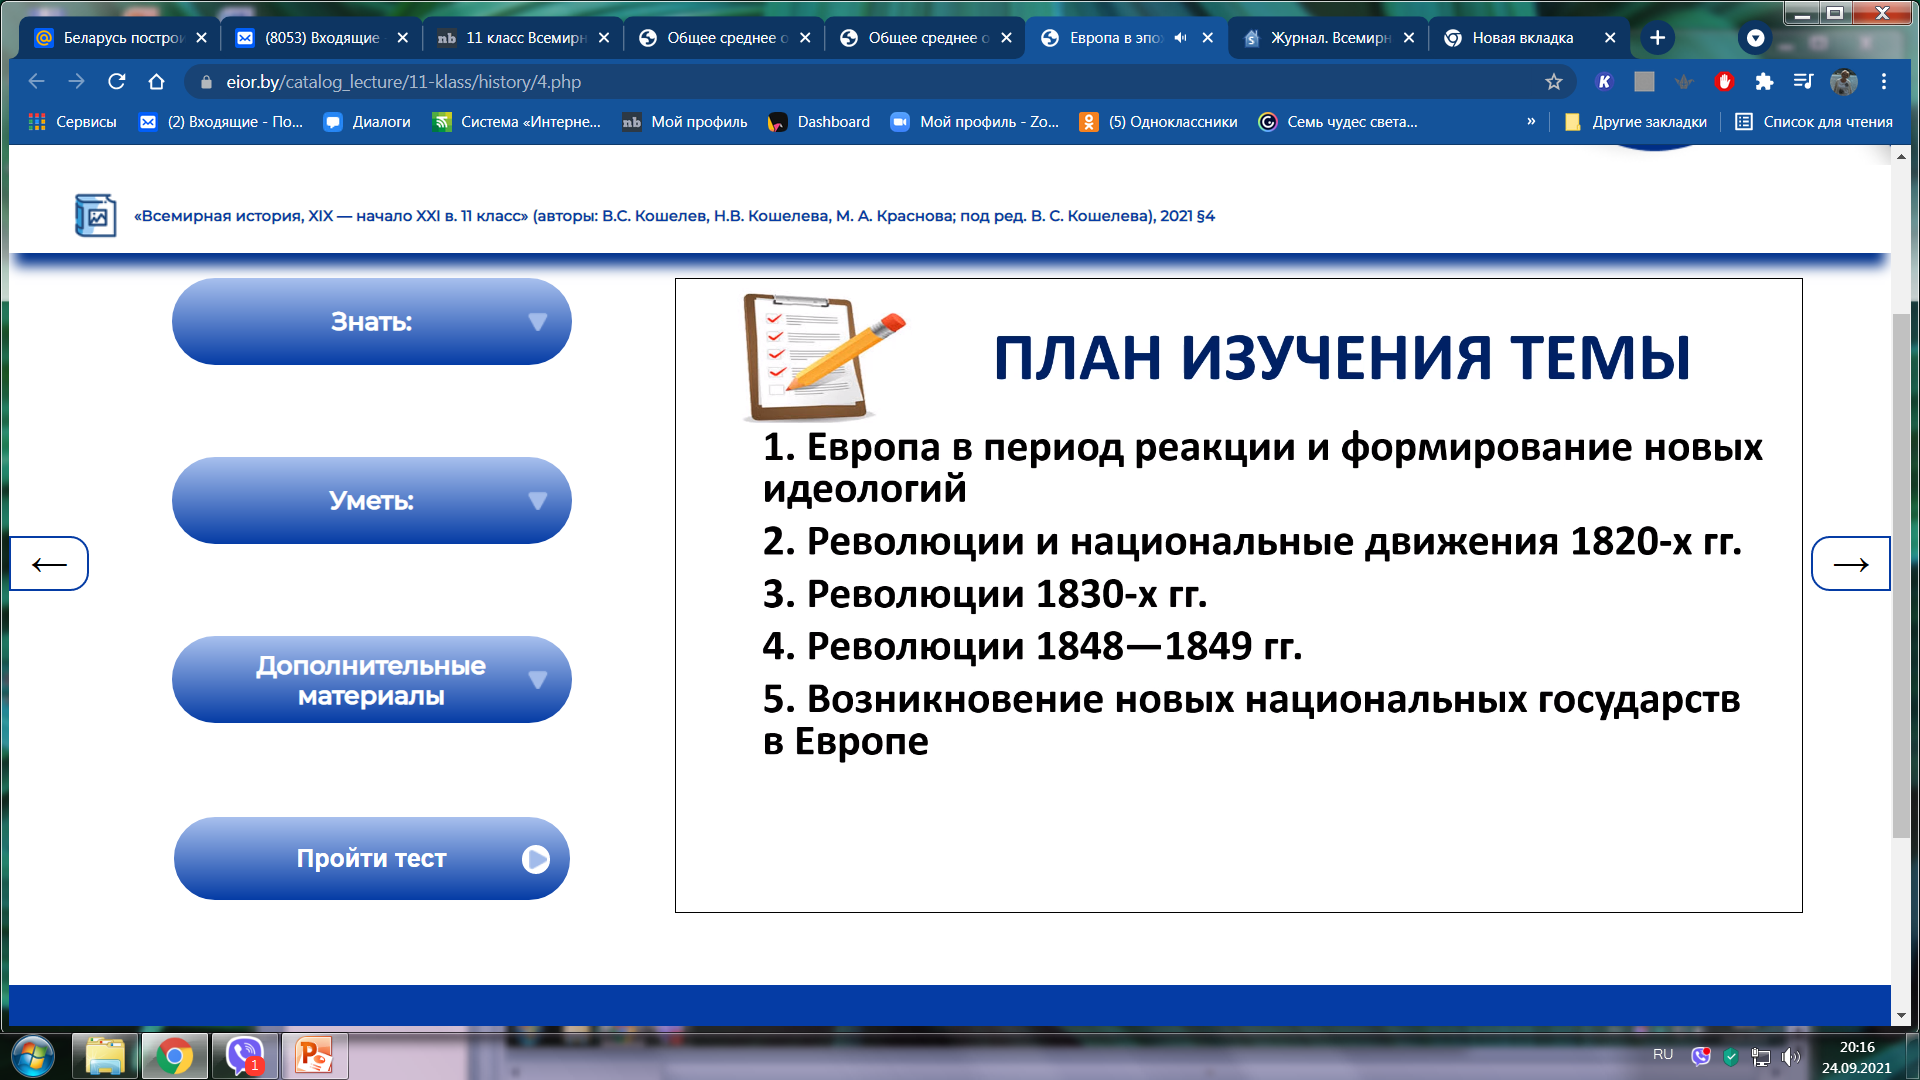 Беларусь построи
(8053) Входящие -
11 класс Всемирн
Общее среднее о
Общее среднее о
Европа в эпох
Журнал. Всемирн
Новая вкладка
eior.by/catalog_lecture/11-klass/history/4.php
Сервисы
(2) Входящие - По...
Диалоги
Система «Интерне...
nb Мой профиль
Dashboard
Мой профиль - Zo...
(5) Одноклассники
Семь чудес света...
»
Другие закладки
Список для чтения
«Всемирная история, XIX — начало XXI в. 11 класс» (авторы: В.С. Кошелев, Н.В. Кошелева, М. А. Краснова; под ред. В. С. Кошелева), 2021 §4
Знать:
Уметь:
Дополнительные
материалы
Пройти тест
ПЛАН ИЗУЧЕНИЯ ТЕМЫ
1. Европа в период реакции и формирование новых
идеологий
2. Революции и национальные движения 1820-х гг.
3. Революции 1830-х гг.
4. Революции 1848—1849 гг.
5. Возникновение новых национальных государств
в Европе
1
RU
20:16
24.09.2021